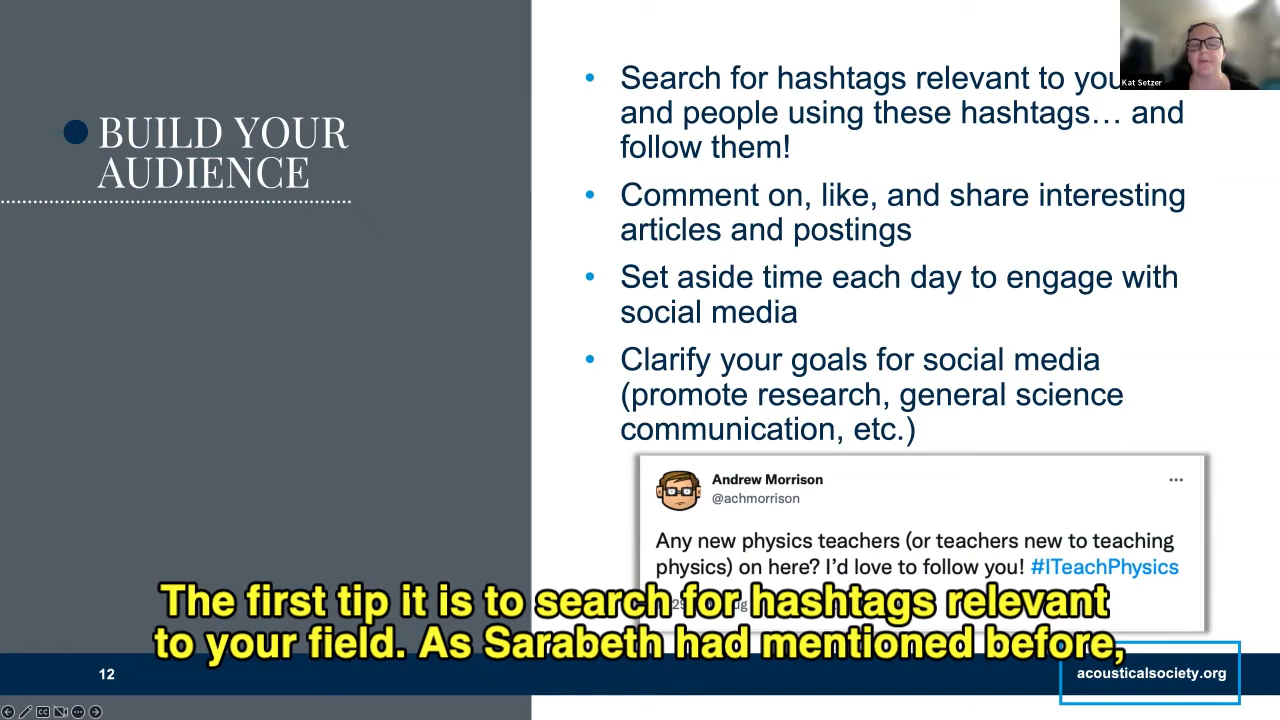 BUILD YOUR
AUDIENCE
• Search for hashtags relevant to you
and people using these hashtags… and
follow them!
• Comment on, like, and share interesting
articles and postings
• Set aside time each day to engage with
social media
• Clarify your goals for social media
(promote research, general science
communication, etc.)
Kat Setzer
Andrew Morrison
@achmorrison
Any new physics teachers (or teachers new to teaching
physics) on here? I'd love to follow you! #ITeachPhysics
The first tip it is to search for hashtags relevant
to your field. As Sarabeth had mentioned before,
12
acousticalsociety.org